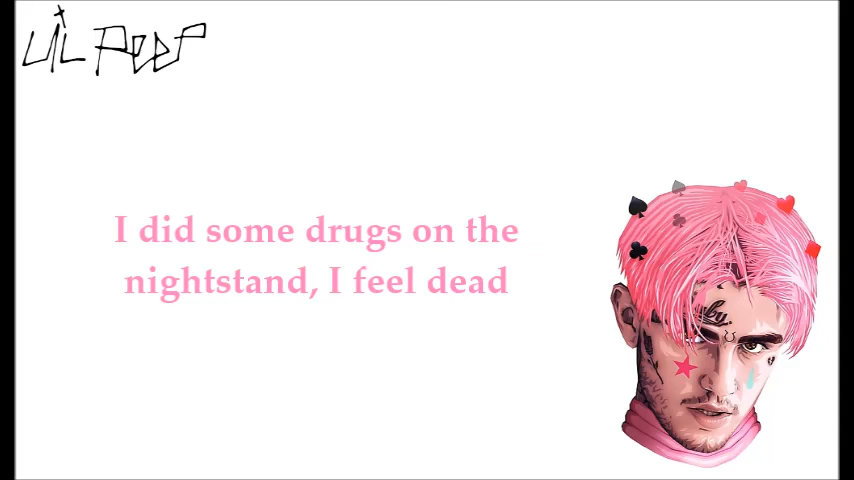 LiL PEEP
I did some drugs on the
nightstand, I feel dead